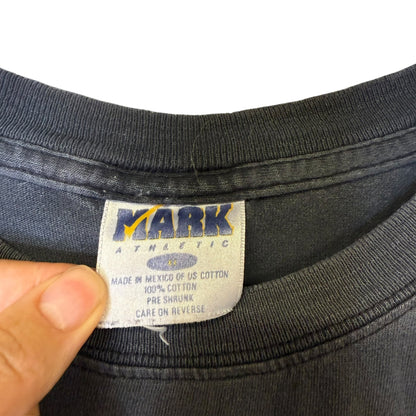 MARK
ATHLETIC
MADE IN MEXICO OF US COTTON
100% COTTON
PRE SHRUNK
CARE ON REVERSE